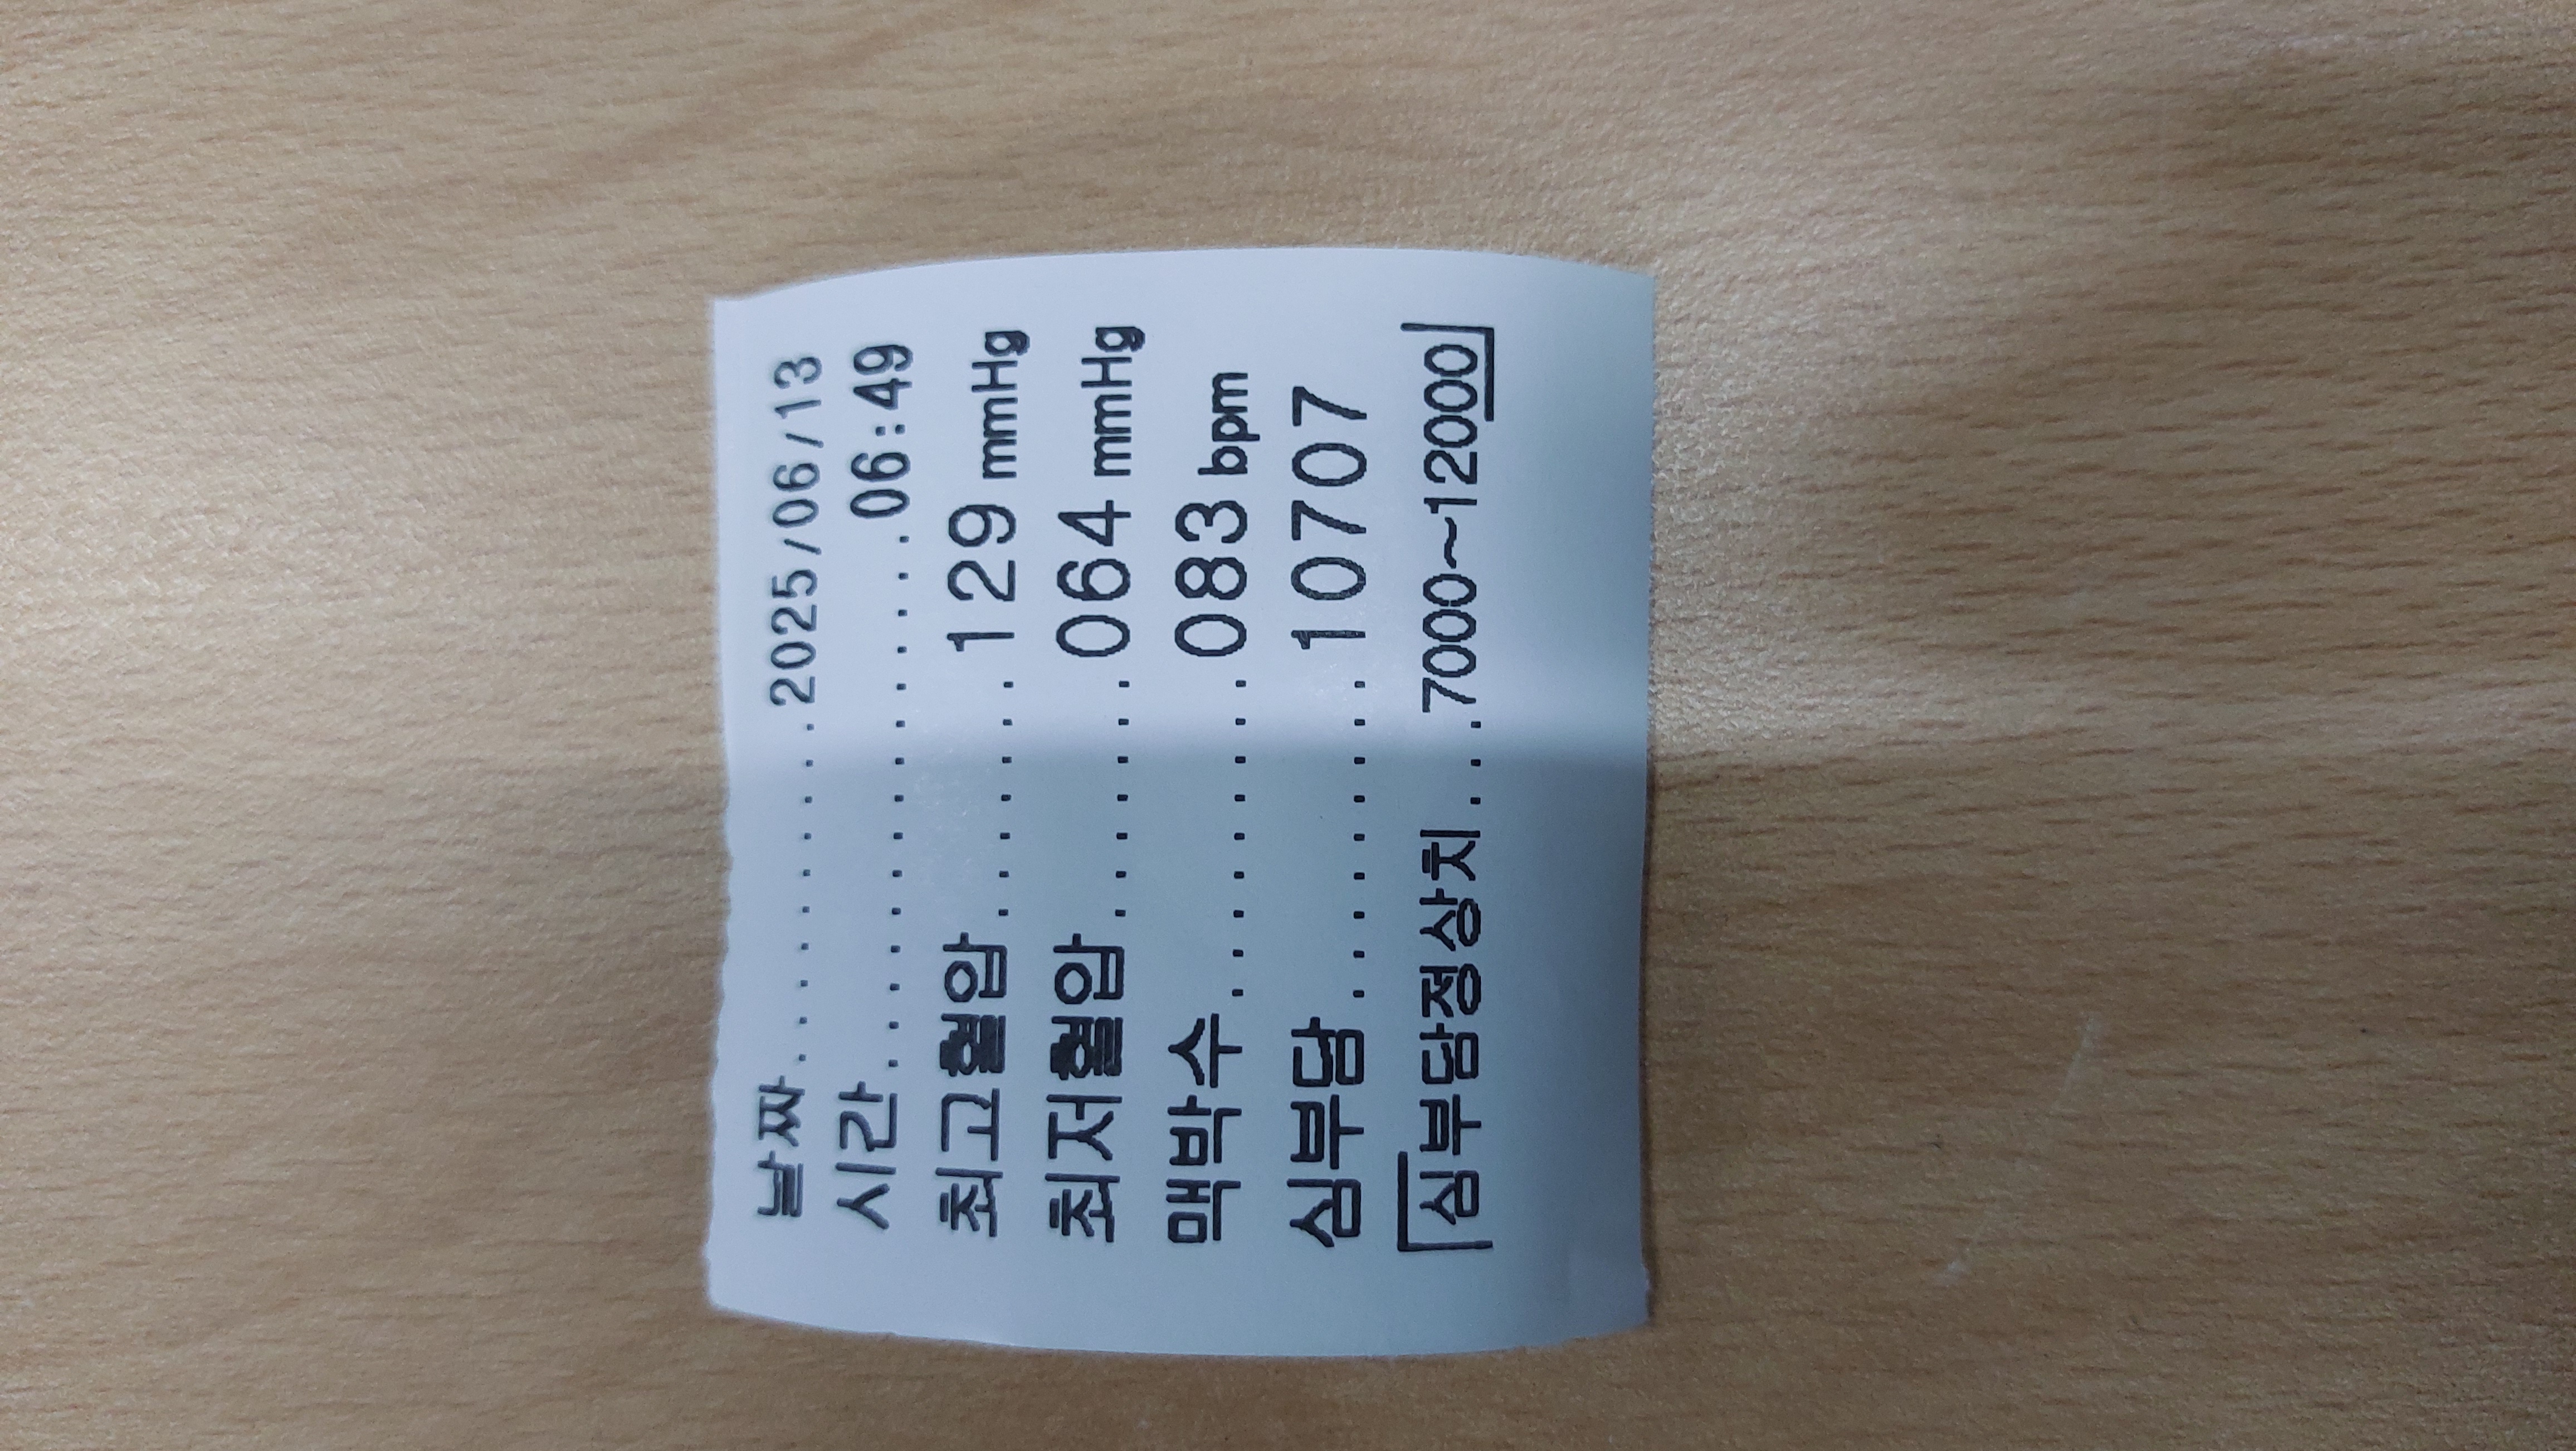 날짜....................2025/06/13
시간....................06:49
최고혈압........129 mmHg
최저혈압........064 mmHg
맥박수..........083 bpm
심부담..........10707
심부담정상치....7000~12000